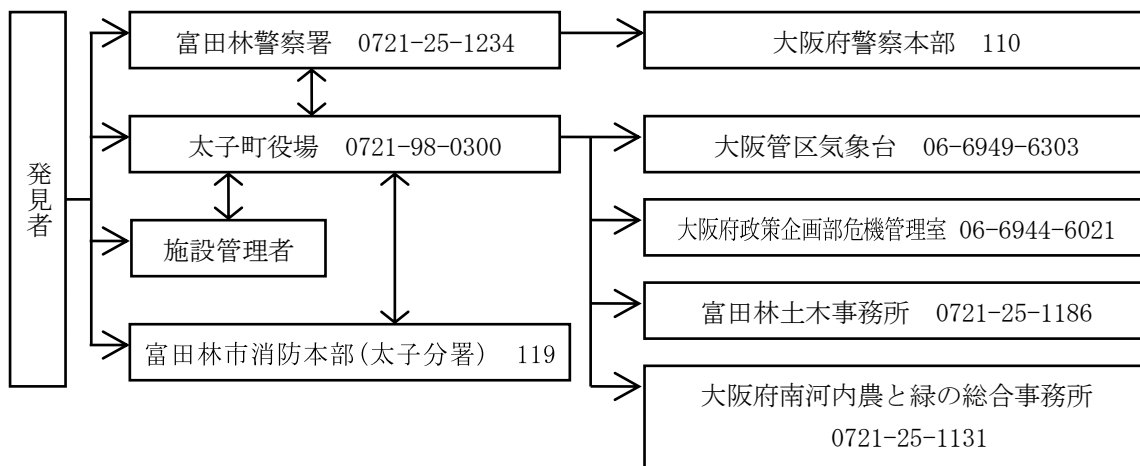 発見者
富田林警察署　0721-25-1234
大阪府警察本部　110
太子町役場　0721-98-0300
大阪管区気象台　06-6949-6303
施設管理者
大阪府政策企画部危機管理室 06-6944-6021
富田林土木事務所　0721-25-1186
富田林市消防本部(太子分署)　119
大阪府南河内農と緑の総合事務所
0721-25-1131